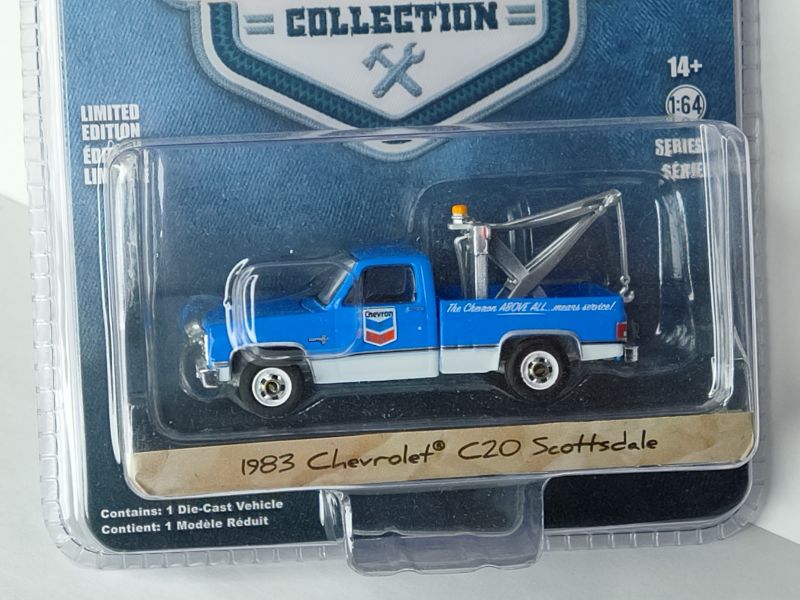 COLLECTION
14+
1:64
LIMITED
EDITION
SERIES
SÉRIE
Chevron
The Chevron ABOVE ALL...means service!
1983 Chevrolet® C20 Scottsdale
Contains: 1 Die-Cast Vehicle
Contient: 1 Modèle Réduit